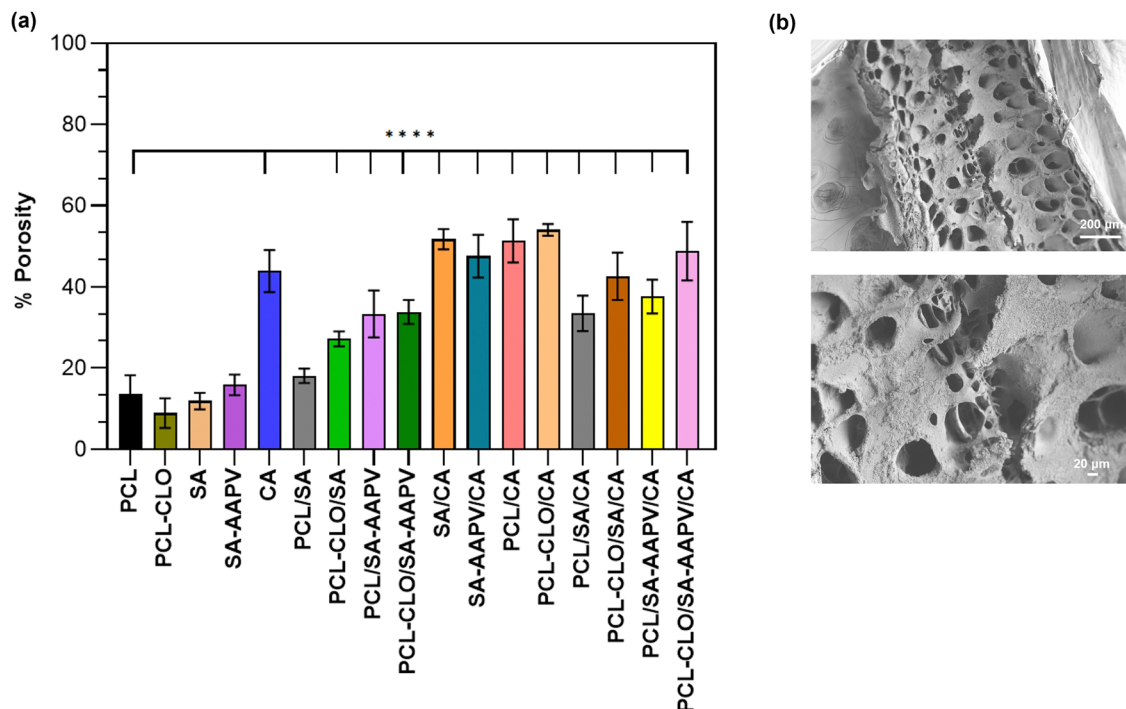 (a)
(b)
100
80
60
40
20
0
% Porosity
****
PCL
PCL-CLO
SA
SA-AAPV
CA
PCL/SA
PCL-CLO/SA
PCL/SA-AAPV
PCL-CLO/SA-AAPV
SA/CA
SA-AAPV/CA
PCL/CA
PCL-CLO/CA
PCL/SA/CA
PCL-CLO/SA/CA
PCL/SA-AAPV/CA
PCL-CLO/SA-AAPV/CA
200 µm
20 µm